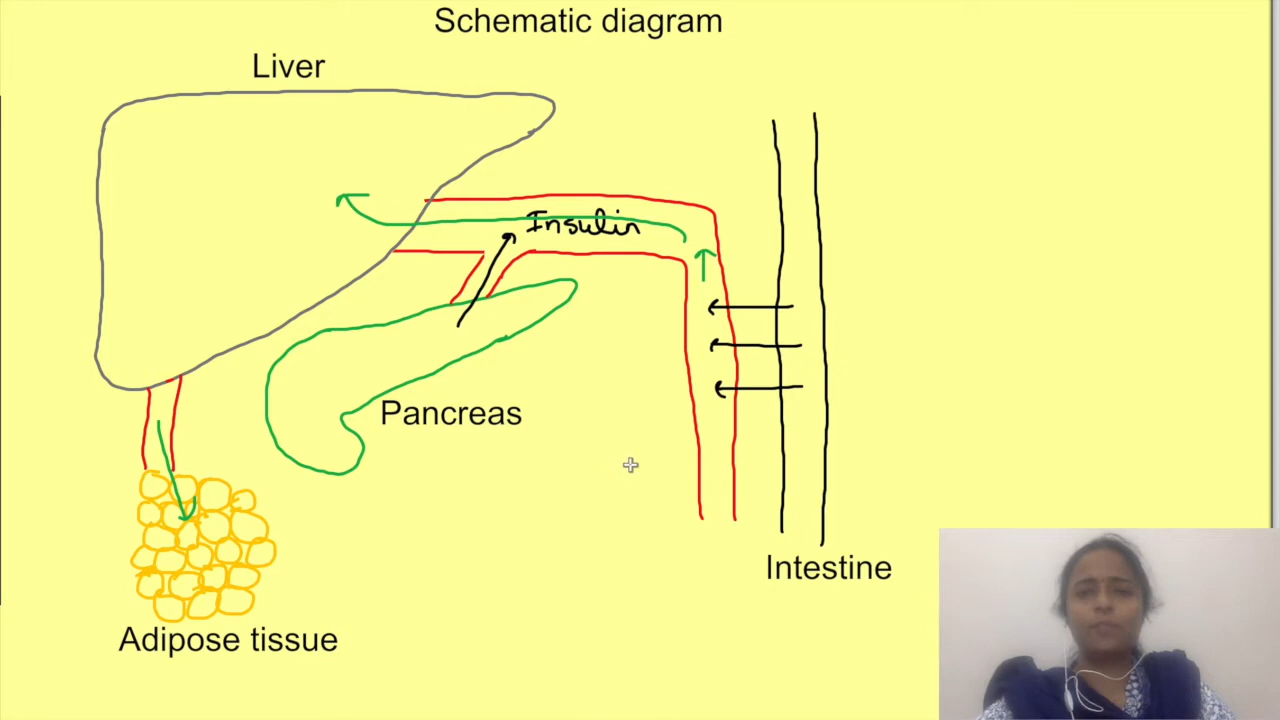 Schematic diagram
Liver
Insulin
Pancreas
Intestine
Adipose tissue